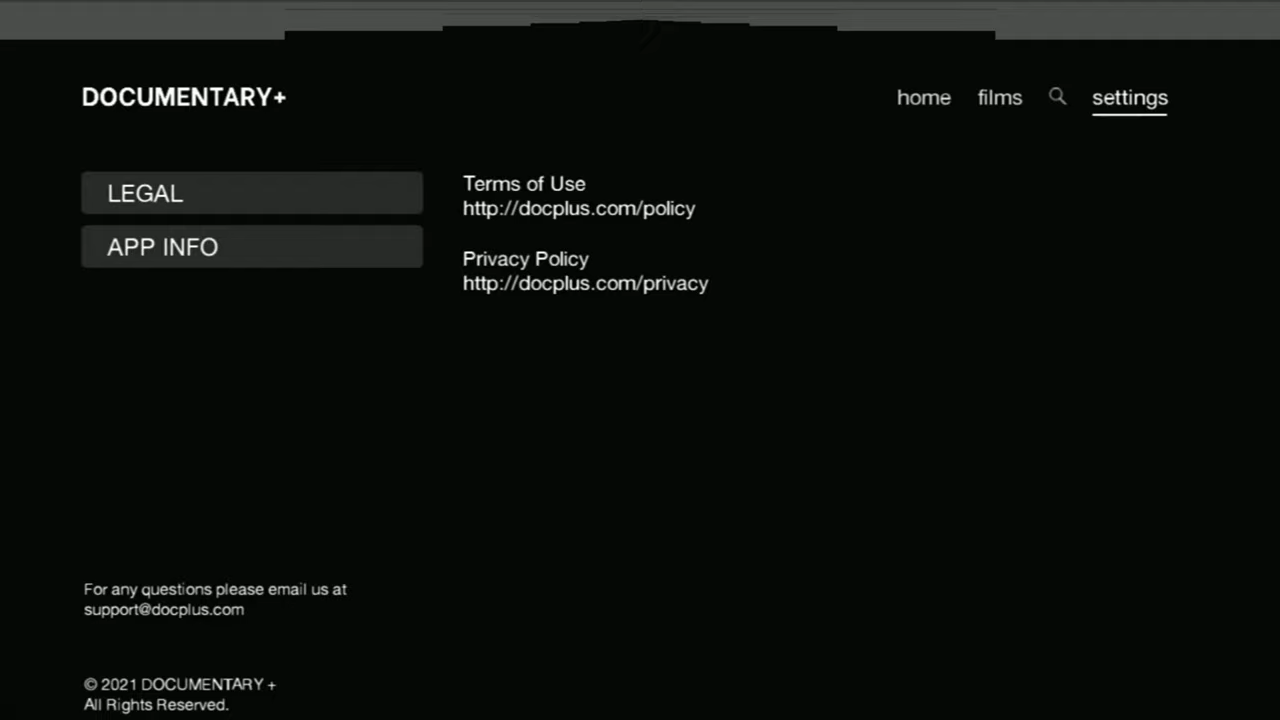 DOCUMENTARY+
home films settings
LEGAL
APP INFO
Terms of Use
http://docplus.com/policy
Privacy Policy
http://docplus.com/privacy
For any questions please email us at
support@docplus.com
© 2021 DOCUMENTARY +
All Rights Reserved.